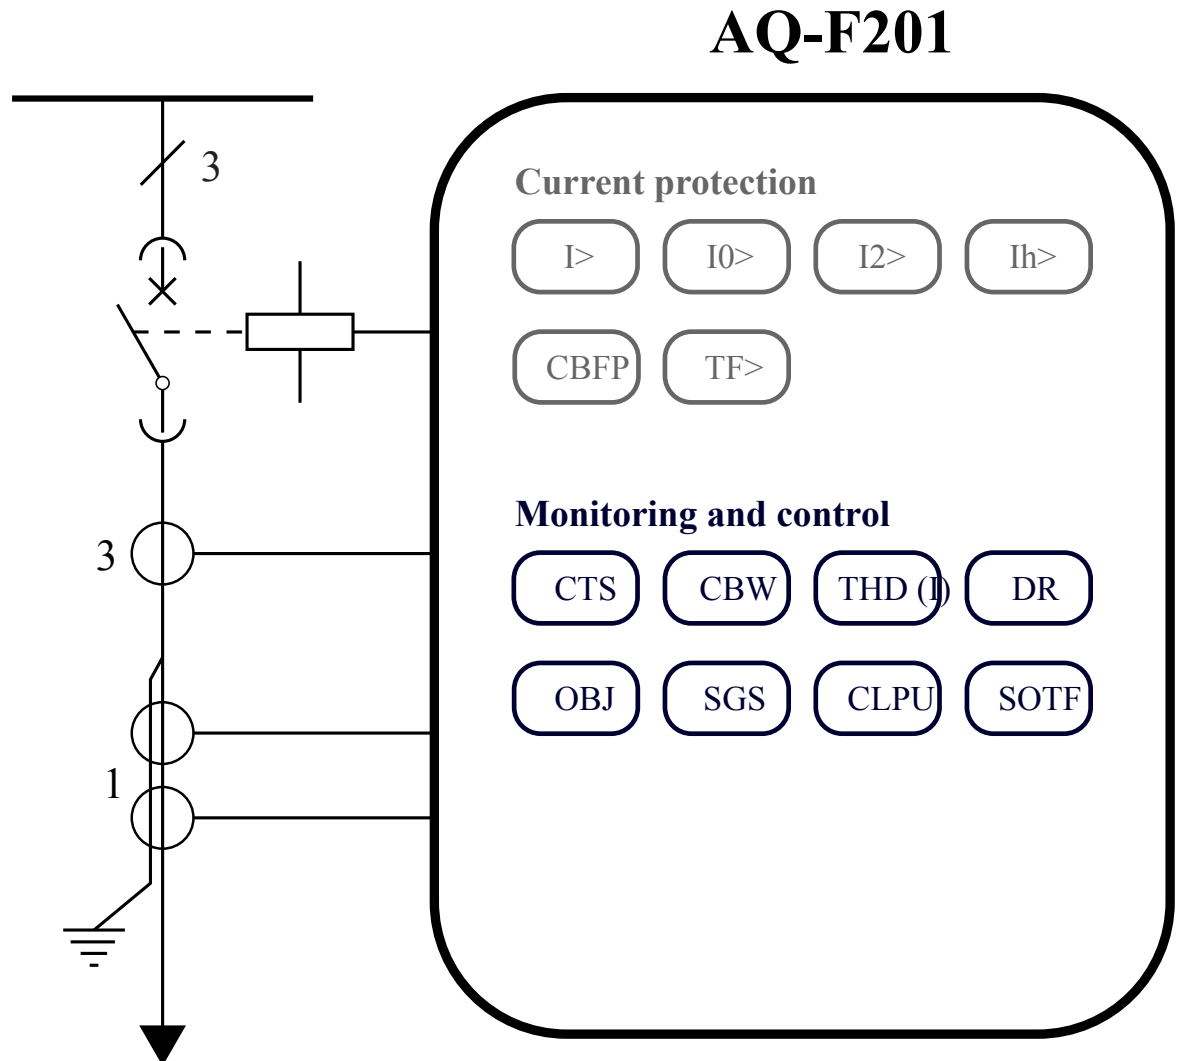 AQ-F201
3
Current protection
I> I0> I2> Ih>
CBFP TF>
Monitoring and control
3
CTS CBW THD (I) DR
OBJ SGS CLPU SOTF
1